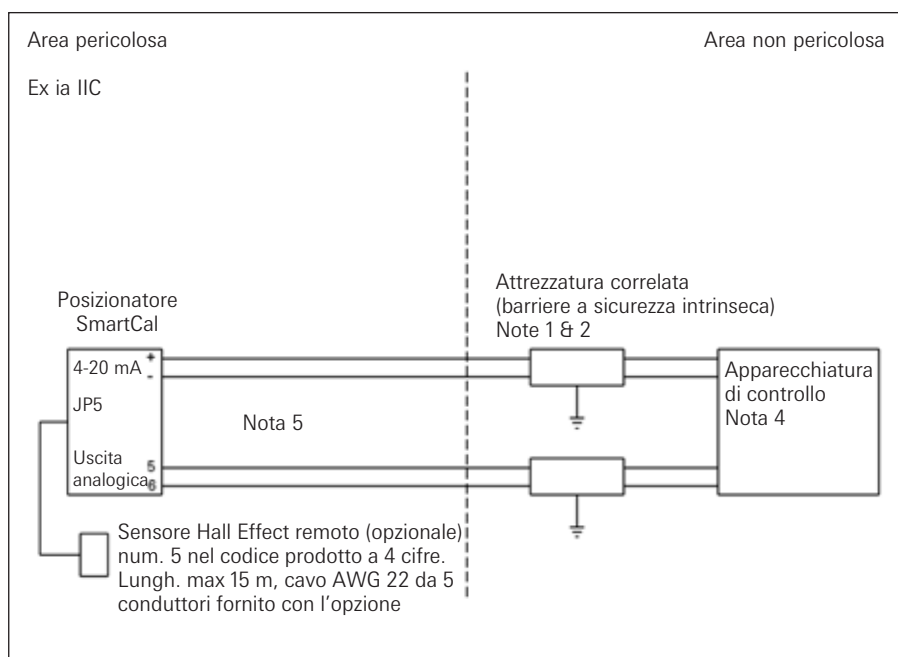 Area pericolosa
Area non pericolosa
Ex ia IIC
Attrezzatura correlata
(barriere a sicurezza intrinseca)
Note 1 & 2
Posizionatore
SmartCal
4-20 mA
+
-
JP5
Nota 5
Uscita
analogica
5
6
Apparecchiatura
di controllo
Nota 4
Sensore Hall Effect remoto (opzionale)
num. 5 nel codice prodotto a 4 cifre.
Lungh. max 15 m, cavo AWG 22 da 5
conduttori fornito con l'opzione